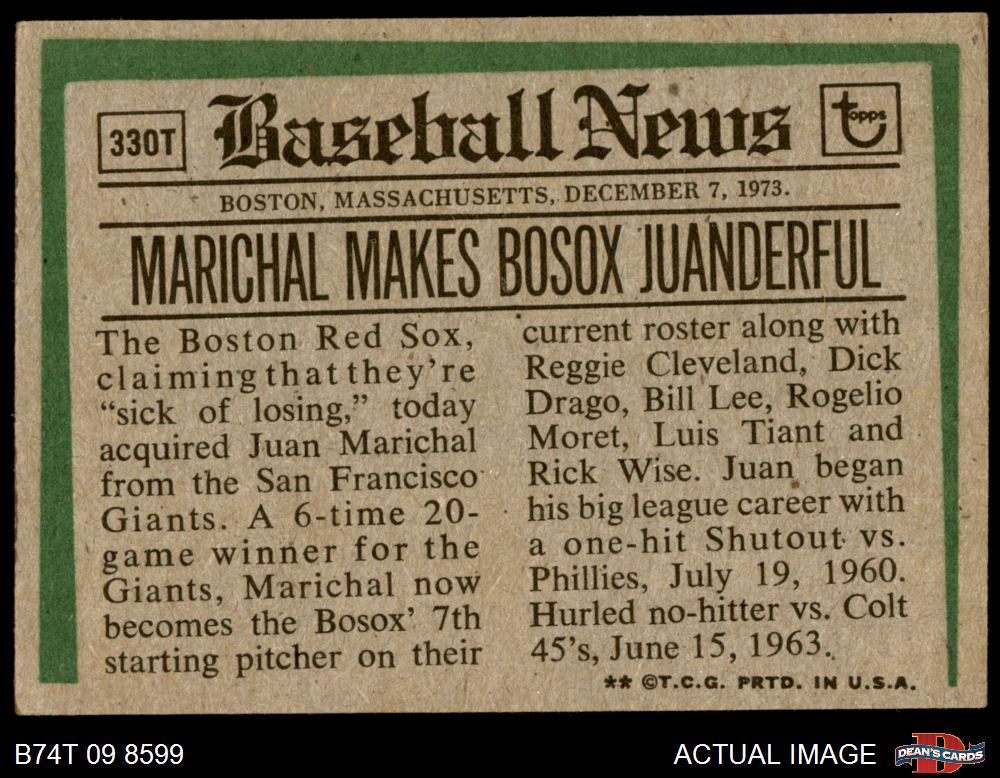 330T
Baseball News
topps
BOSTON, MASSACHUSETTS, DECEMBER 7, 1973.
MARICHAL MAKES BOSOX JUANDERFUL
The Boston Red Sox,
claiming that they're
“sick of losing,” today
acquired Juan Marichal
from the San Francisco
Giants. A 6-time 20-
game winner for the
Giants, Marichal now
becomes the Bosox' 7th
starting pitcher on their
current roster along with
Reggie Cleveland, Dick
Drago, Bill Lee, Rogelio
Moret, Luis Tiant and
Rick Wise. Juan began
his big league career with
a one-hit Shutout vs.
Phillies, July 19, 1960.
Hurled no-hitter vs. Colt
45's, June 15, 1963.
** ©T.C.G. PRTD. IN U.S.A.
B74T 09 8599
ACTUAL IMAGE
DEAN'S CARDS